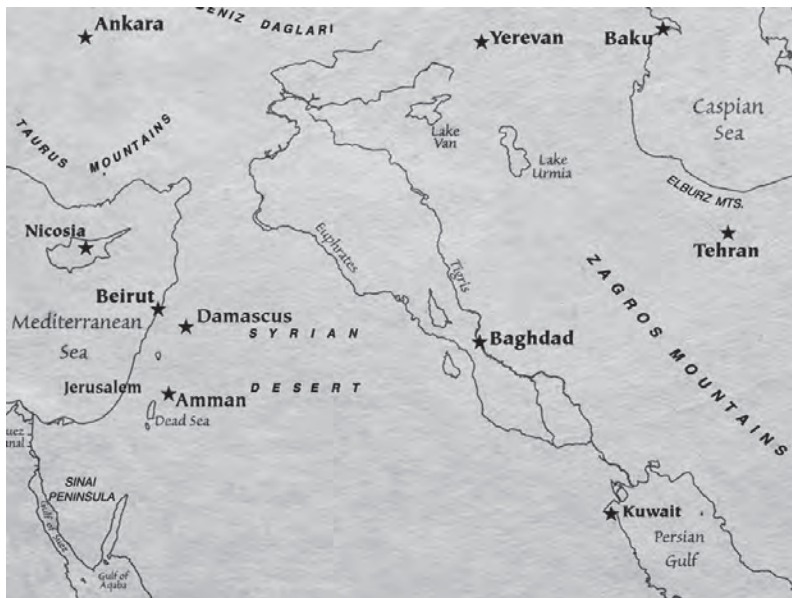 Ankara
DENIZ DAGLARI
Yerevan
Baku
Caspian
Sea
TAURUS MOUNTAINS
Lake
Van
Lake
Urmia
ELBURZ MTS.
Nicosia
Tehran
Euphrates
Tigris
ZAGROS MOUNTAINS
Beirut
Damascus
SYRIAN
Mediterranean
Sea
Baghdad
Jerusalem
Amman
DESERT
Dead Sea
uez
anal
SINAI
PENINSULA
Gulf of Suez
Kuwait
Persian
Gulf
Gulf of
Aqaba